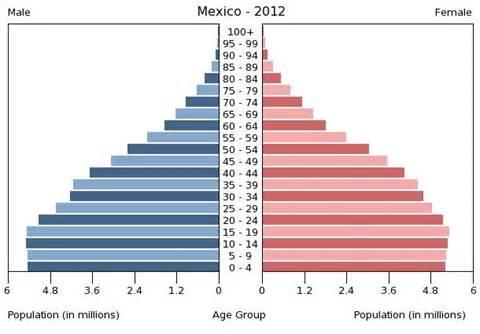 Male Mexico - 2012 Female
100+
95 - 99
90 - 94
85 - 89
80 - 84
75 - 79
70 - 74
65 - 69
60 - 64
55 - 59
50 - 54
45 - 49
40 - 44
35 - 39
30 - 34
25 - 29
20 - 24
15 - 19
10 - 14
5 - 9
0 - 4
6 4.8 3.6 2.4 1.2 0 0 1.2 2.4 3.6 4.8 6
Population (in millions) Age Group Population (in millions)